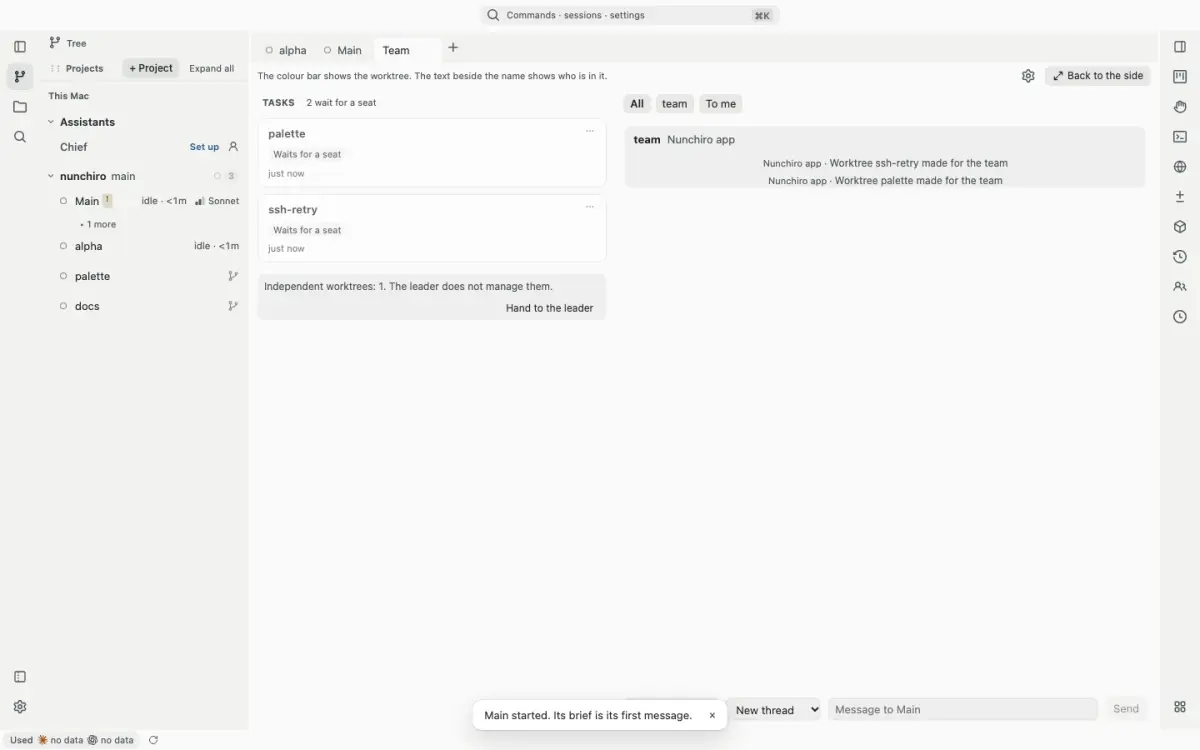 Commands · sessions · settings ⌘K
Tree
Projects + Project Expand all
This Mac
Assistants
Chief Set up
nunchiro main 3
Main ! idle · <1m Sonnet
• 1 more
alpha idle · <1m
palette
docs
Used no data no data
alpha Main Team +
The colour bar shows the worktree. The text beside the name shows who is in it.
Back to the side
TASKS 2 wait for a seat
palette ...
Waits for a seat
just now
ssh-retry ...
Waits for a seat
just now
Independent worktrees: 1. The leader does not manage them.
Hand to the leader
All team To me
team Nunchiro app
Nunchiro app · Worktree ssh-retry made for the team
Nunchiro app · Worktree palette made for the team
Main started. Its brief is its first message. ×
New thread Message to Main Send